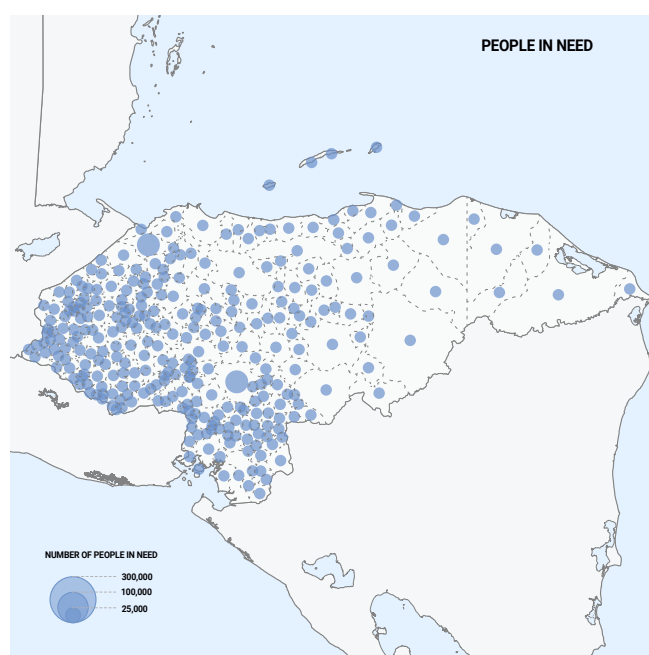 PEOPLE IN NEED
NUMBER OF PEOPLE IN NEED
300,000
100,000
25,000